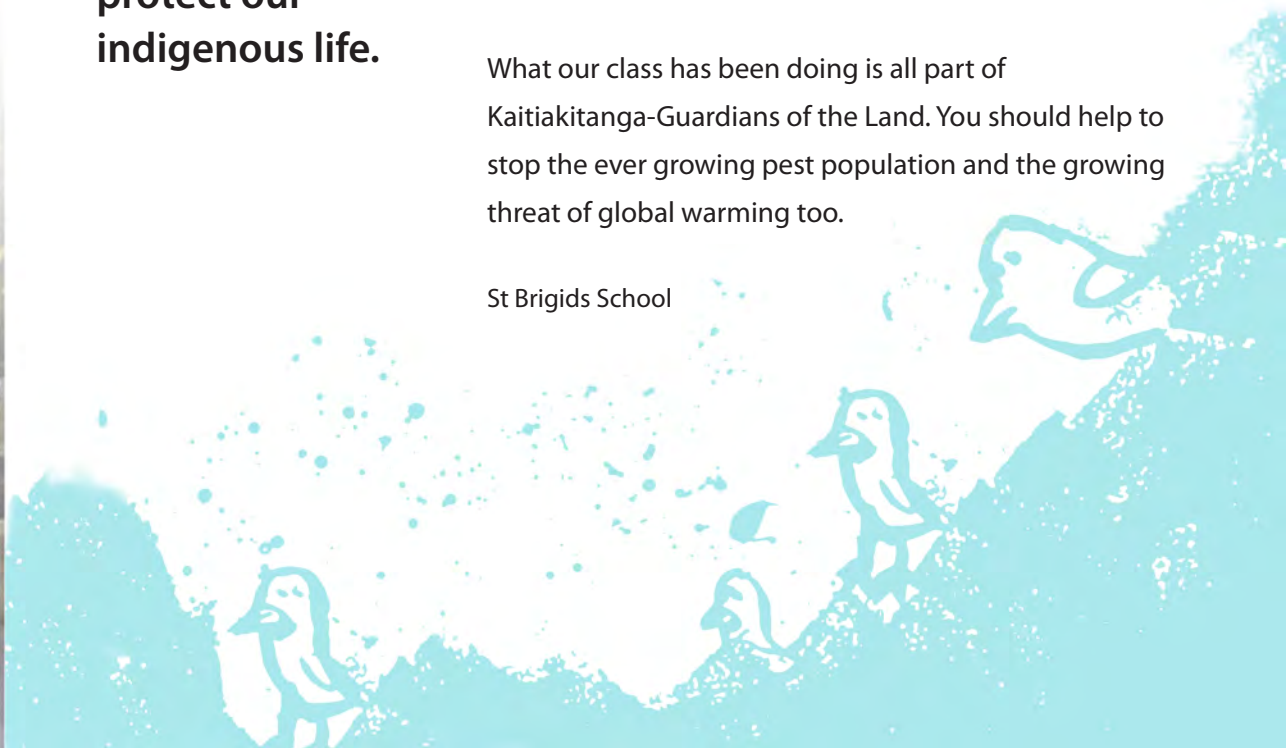 protect our
indigenous life.
What our class has been doing is all part of
Kaitiakitanga-Guardians of the Land. You should help to
stop the ever growing pest population and the growing
threat of global warming too.
St Brigids School